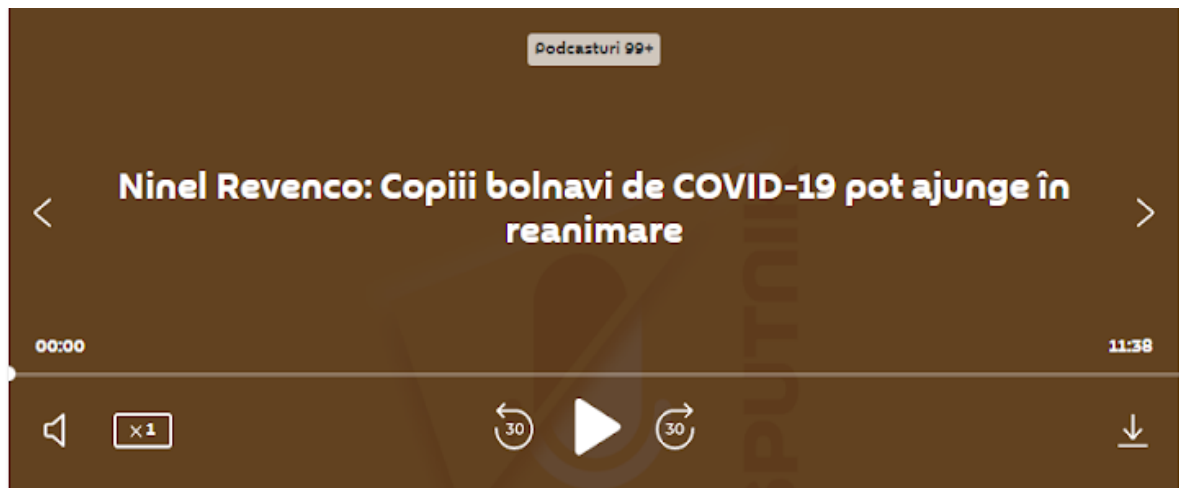 Podcasturi 99+
Ninel Revenco: Copiii bolnavi de COVID-19 pot ajunge în
reanimare
00:00
11:38
×1
30
30
SPUTNIK